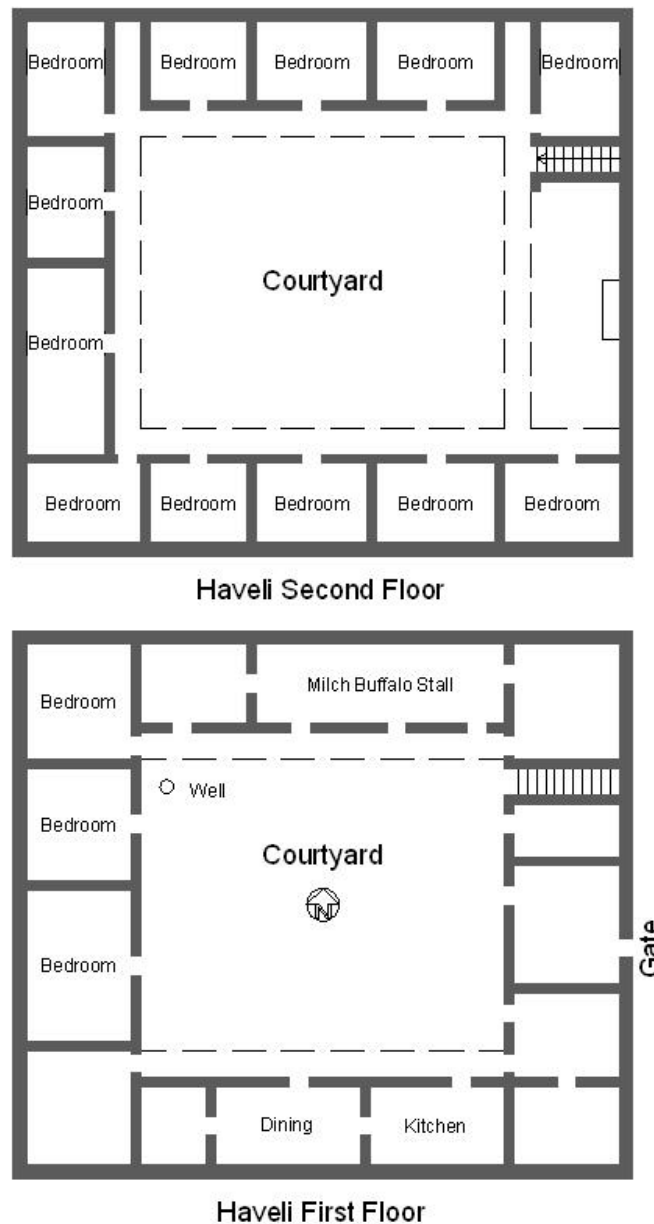 Bedroom Bedroom Bedroom Bedroom Bedroom
Bedroom
Courtyard
Bedroom
Bedroom Bedroom Bedroom Bedroom Bedroom
Haveli Second Floor
Milch Buffalo Stall
Bedroom
Well
Bedroom
Courtyard
N
Gate
Bedroom
Dining Kitchen
Haveli First Floor